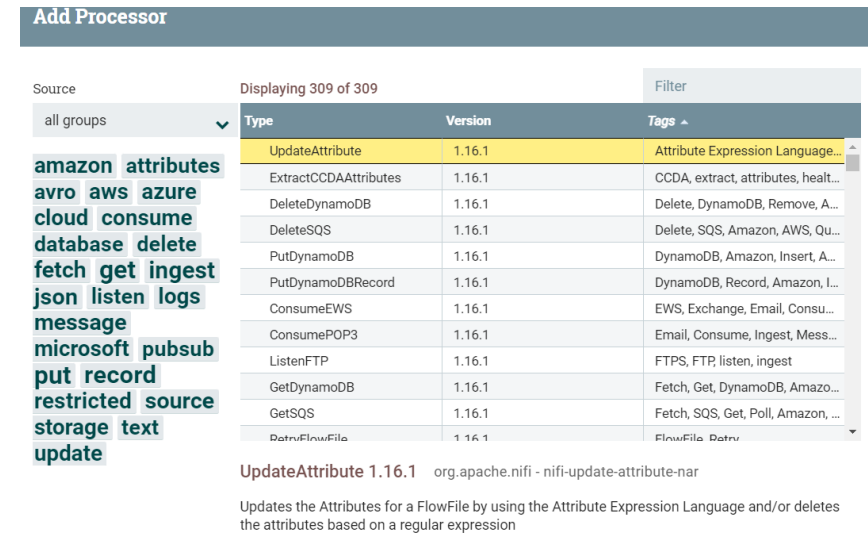 Add Processor
Source
Displaying 309 of 309
Filter
all groups
Type Version Tags
UpdateAttribute 1.16.1 Attribute Expression Language...
ExtractCCDAAttributes 1.16.1 CCDA, extract, attributes, healt...
DeleteDynamoDB 1.16.1 Delete, DynamoDB, Remove, A...
DeleteSQS 1.16.1 Delete, SQS, Amazon, AWS, Qu...
PutDynamoDB 1.16.1 DynamoDB, Amazon, Insert, A...
PutDynamoDBRecord 1.16.1 DynamoDB, Record, Amazon, I...
ConsumeEWS 1.16.1 EWS, Exchange, Email, Consu...
ConsumePOP3 1.16.1 Email, Consume, Ingest, Mess...
ListenFTP 1.16.1 FTPS, FTP, listen, ingest
GetDynamoDB 1.16.1 Fetch, Get, DynamoDB, Amazo...
GetSQS 1.16.1 Fetch, SQS, Get, Poll, Amazon, ...
RetryFlowFile 1.16.1 FlowFile, Retry
amazon attributes
avro aws azure
cloud consume
database delete
fetch get ingest
json listen logs
message
microsoft pubsub
put record
restricted source
storage text
update
UpdateAttribute 1.16.1 org.apache.nifi - nifi-update-attribute-nar
Updates the Attributes for a FlowFile by using the Attribute Expression Language and/or deletes
the attributes based on a regular expression